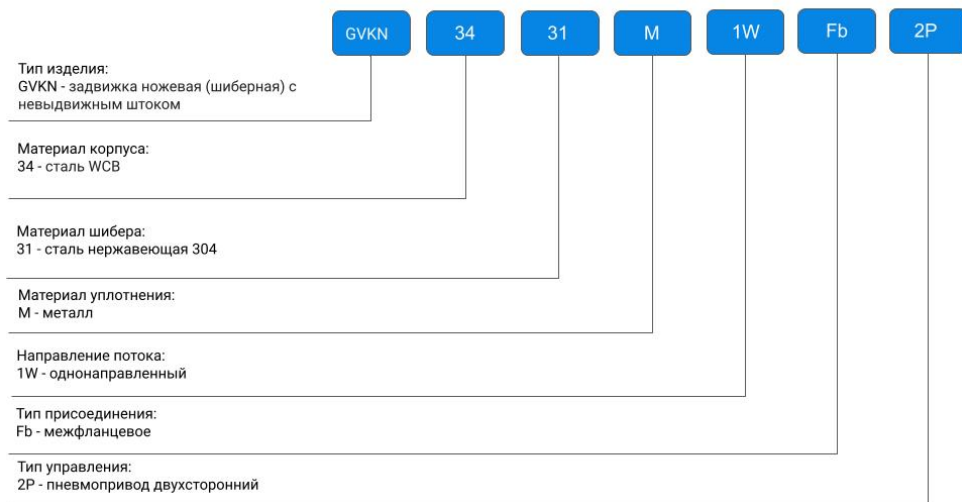 GVKN 34 31 M 1W Fb 2P
Тип изделия:
GVKN - задвижка ножевая (шиберная) с
невыдвижным штоком
Материал корпуса:
34 - сталь WCB
Материал шибера:
31 - сталь нержавеющая 304
Материал уплотнения:
М - металл
Направление потока:
1W - однонаправленный
Тип присоединения:
Fb - межфланцевое
Тип управления:
2P - пневмопривод двухсторонний